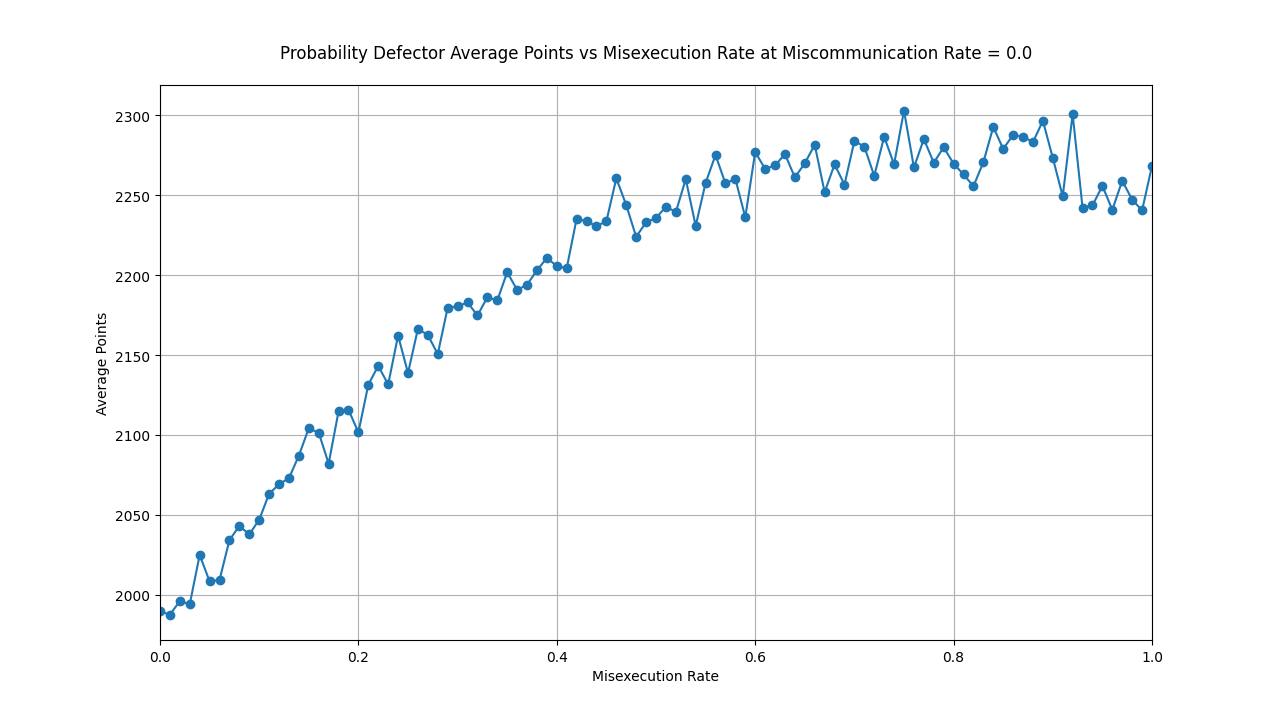 Probability Defector Average Points vs Misexecution Rate at Miscommunication Rate = 0.0
2300
2250
2200
2150
2100
2050
2000
Average Points
0.0 0.2 0.4 0.6 0.8 1.0
Misexecution Rate